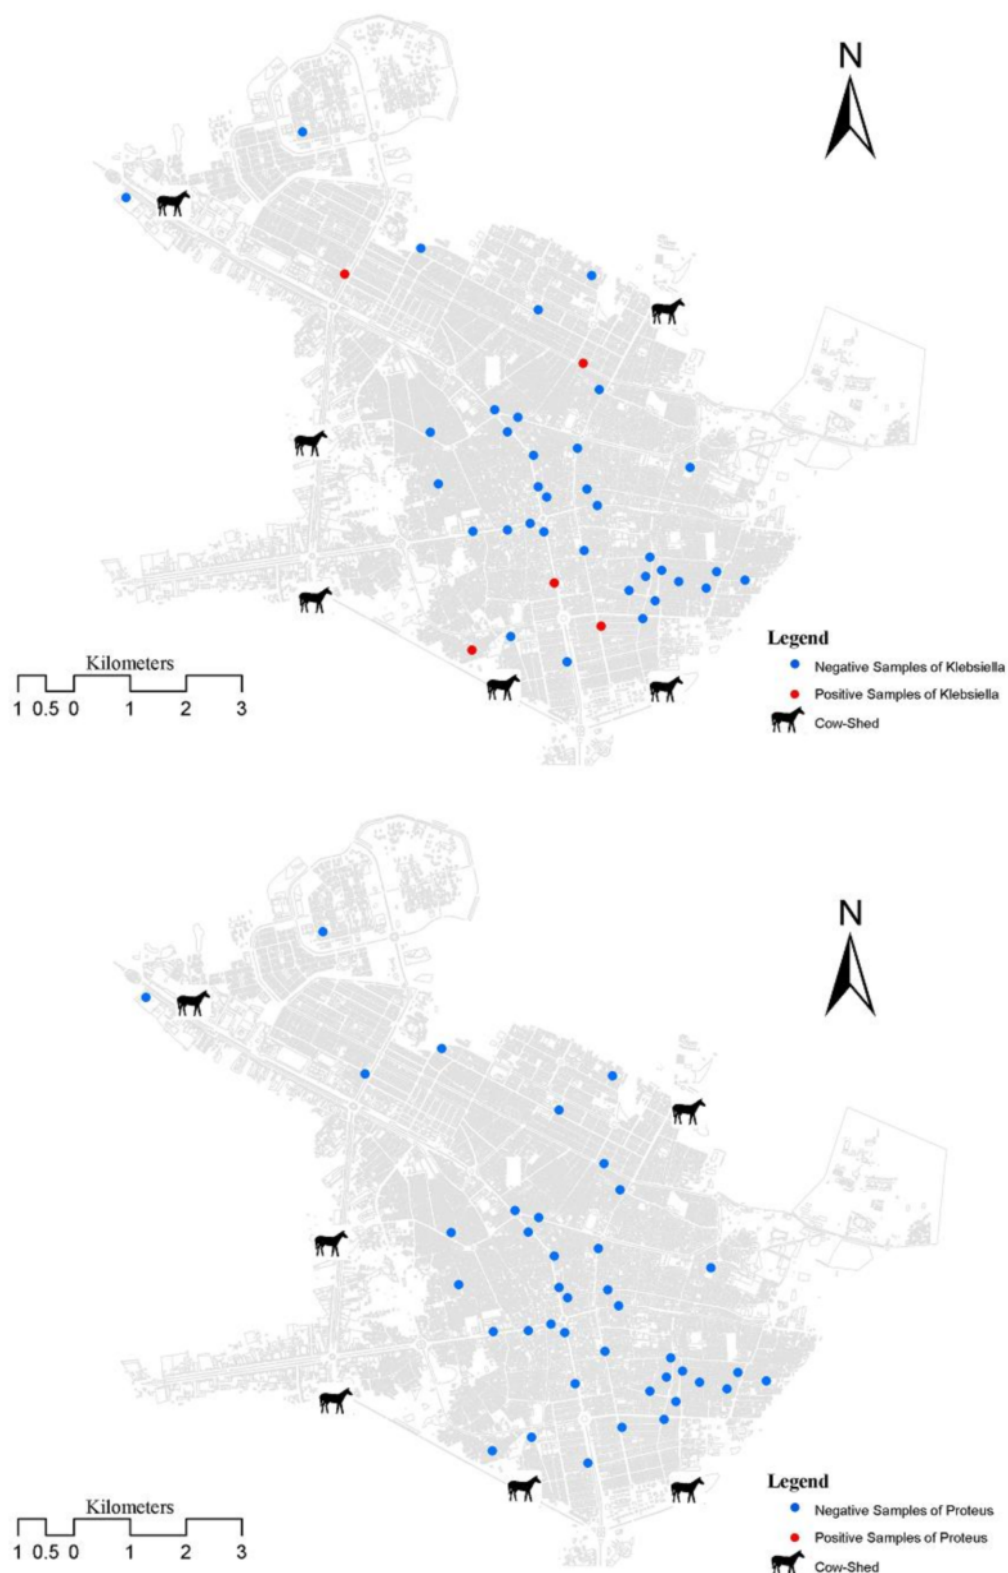 N
Kilometers
1 0.5 0 1 2 3
Legend
Negative Samples of Klebsiella
Positive Samples of Klebsiella
Cow-Shed
N
Kilometers
1 0.5 0 1 2 3
Legend
Negative Samples of Proteus
Positive Samples of Proteus
Cow-Shed